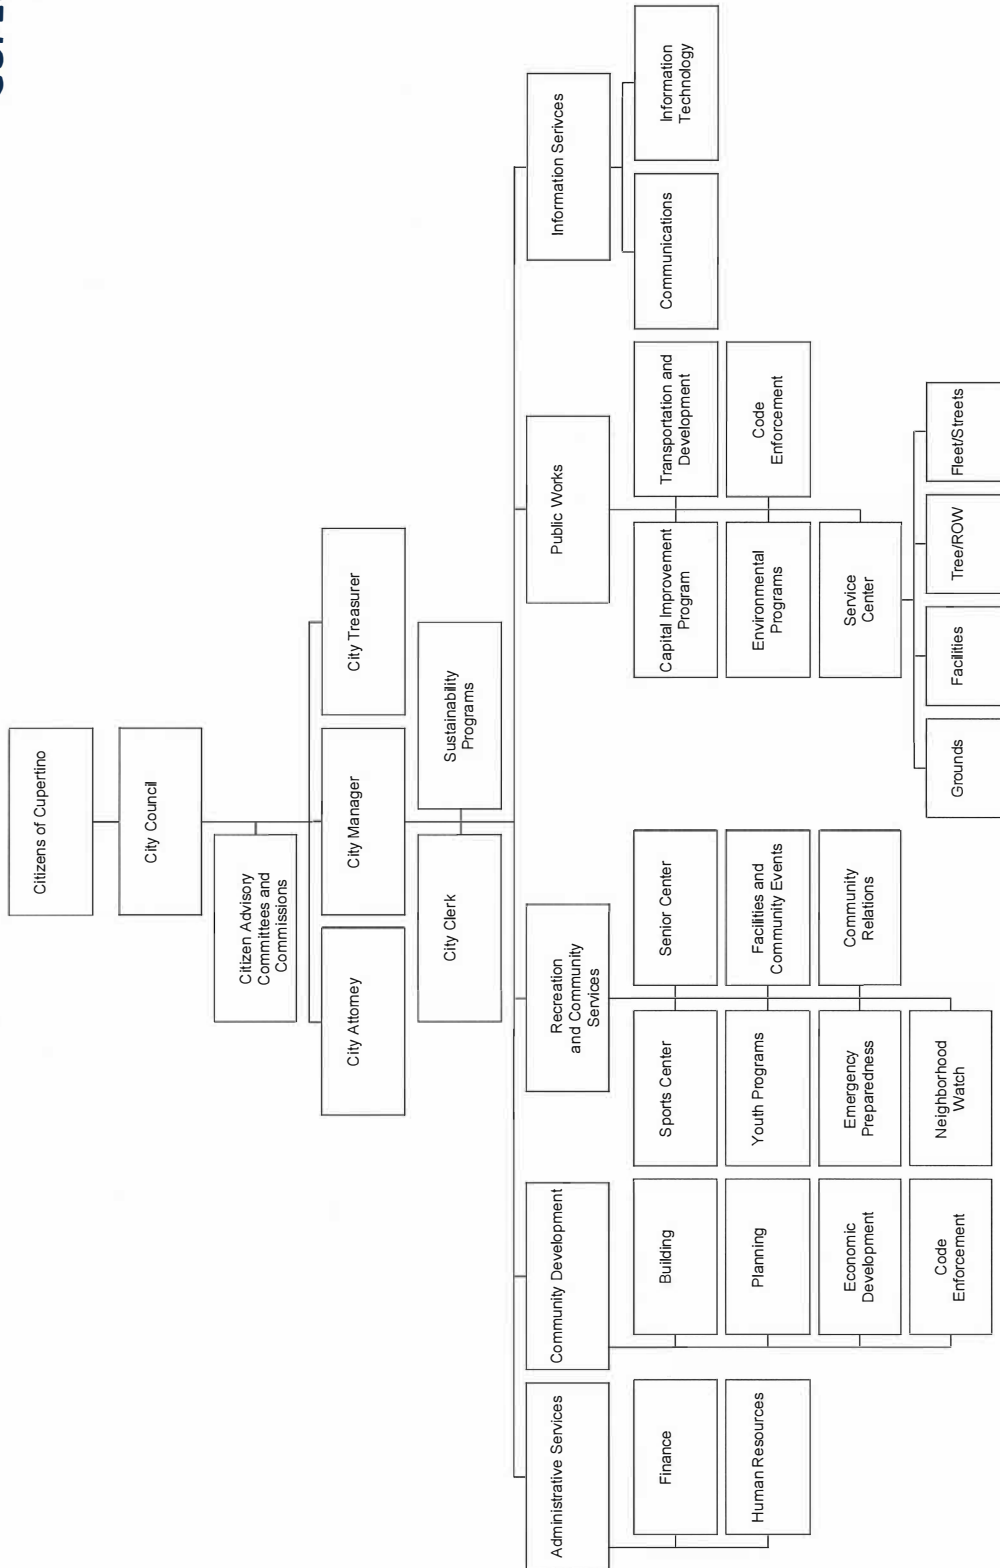 Citizens of Cupertino
City Council
Citizen Advisory
Committees and
Commissions
City Attorney
City Manager
City Treasurer
City Clerk
Sustainability
Programs
Administrative Services
Community Development
Recreation
and Community
Services
Public Works
Information Serivces
Finance
Human Resources
Building
Planning
Economic
Development
Code
Enforcement
Sports Center
Senior Center
Youth Programs
Facilities and
Community Events
Emergency
Preparedness
Community
Relations
Neighborhood
Watch
Capital Improvement
Program
Transportation and
Development
Environmental
Programs
Code
Enforcement
Service
Center
Grounds
Facilities
Tree/ROW
Fleet/Streets
Communications
Information
Technology